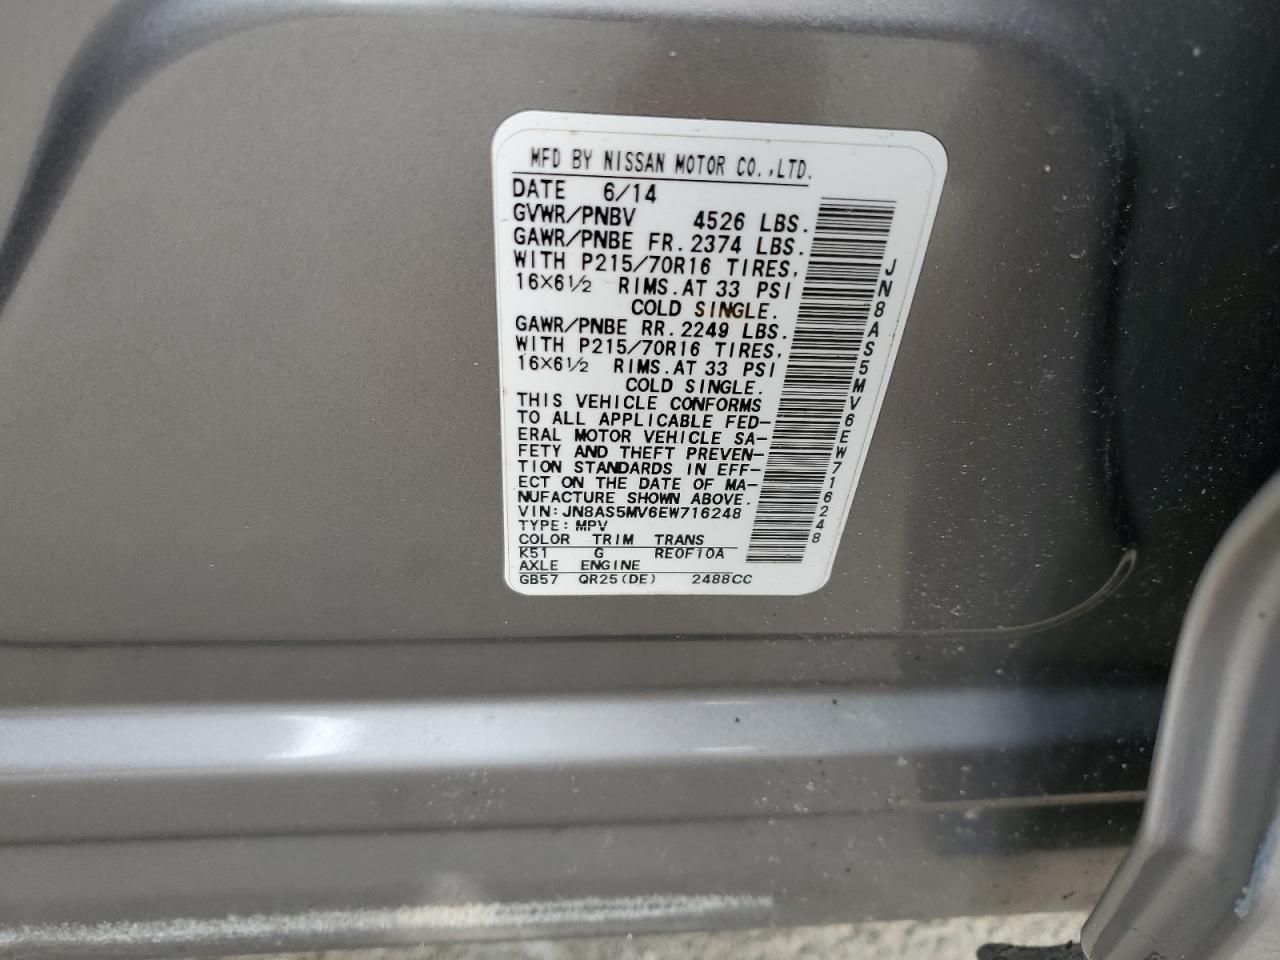 MFD BY NISSAN MOTOR CO.,LTD.
DATE 6/14
GVWR/PNBV 4526 LBS.
GAWR/PNBE FR. 2374 LBS.
WITH P215/70R16 TIRES,
16×6½ RIMS.AT 33 PSI
COLD SINGLE.
GAWR/PNBE RR. 2249 LBS.
WITH P215/70R16 TIRES,
16×6½ RIMS.AT 33 PSI
COLD SINGLE.
THIS VEHICLE CONFORMS
TO ALL APPLICABLE FED-
ERAL MOTOR VEHICLE SA-
FETY AND THEFT PREVEN-
TION STANDARDS IN EFF-
ECT ON THE DATE OF MA-
NUFACTURE SHOWN ABOVE.
VIN: JN8AS5MV6EW716248
TYPE: MPV
COLOR TRIM TRANS
K51 G RE0F10A
AXLE ENGINE
GB57 QR25(DE) 2488CC
JN8AS5MV6EW716248